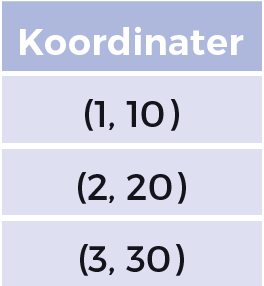 Koordinater
(1, 10)
(2, 20)
(3, 30)